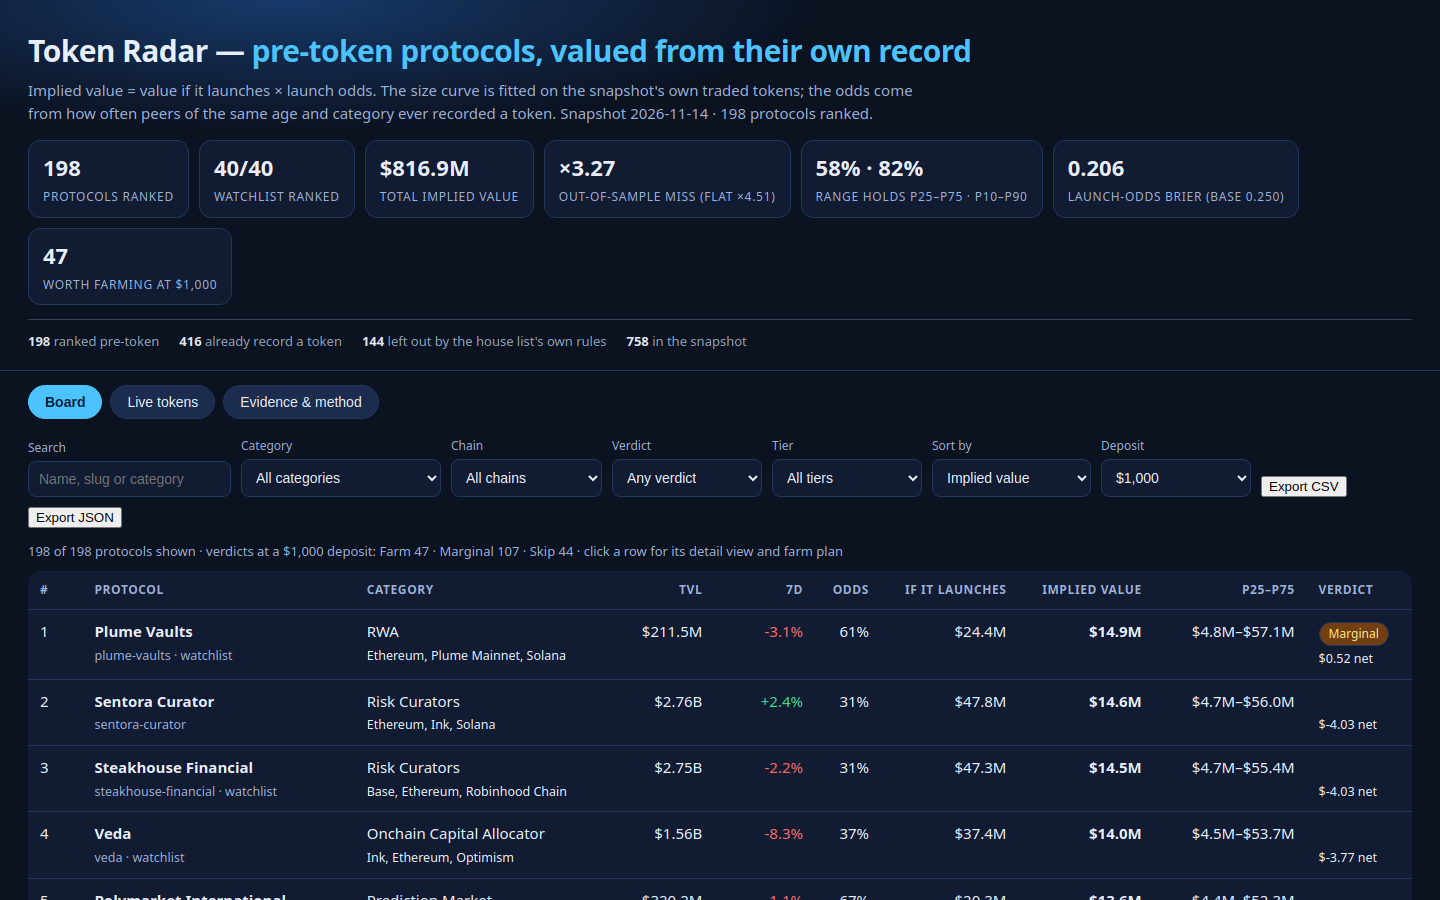 Token Radar — pre-token protocols, valued from their own record
Implied value = value if it launches × launch odds. The size curve is fitted on the snapshot's own traded tokens; the odds come
from how often peers of the same age and category ever recorded a token. Snapshot 2026-11-14 · 198 protocols ranked.
198
PROTOCOLS RANKED
40/40
WATCHLIST RANKED
$816.9M
TOTAL IMPLIED VALUE
×3.27
OUT-OF-SAMPLE MISS (FLAT ×4.51)
58% · 82%
RANGE HOLDS P25–P75 · P10–P90
0.206
LAUNCH-ODDS BRIER (BASE 0.250)
47
WORTH FARMING AT $1,000
198 ranked pre-token 416 already record a token 144 left out by the house list's own rules 758 in the snapshot
Board Live tokens Evidence & method
Search Category Chain Verdict Tier Sort by Deposit
Name, slug or category All categories All chains Any verdict All tiers Implied value $1,000 Export CSV
Export JSON
198 of 198 protocols shown · verdicts at a $1,000 deposit: Farm 47 · Marginal 107 · Skip 44 · click a row for its detail view and farm plan
# PROTOCOL CATEGORY TVL 7D ODDS IF IT LAUNCHES IMPLIED VALUE P25–P75 VERDICT
1 Plume Vaults RWA $211.5M -3.1% 61% $24.4M $14.9M $4.8M–$57.1M Marginal
plume-vaults · watchlist Ethereum, Plume Mainnet, Solana $0.52 net
2 Sentora Curator Risk Curators $2.76B +2.4% 31% $47.8M $14.6M $4.7M–$56.0M
sentora-curator Ethereum, Ink, Solana $-4.03 net
3 Steakhouse Financial Risk Curators $2.75B -2.2% 31% $47.3M $14.5M $4.7M–$55.4M
steakhouse-financial · watchlist Base, Ethereum, Robinhood Chain $-4.03 net
4 Veda Onchain Capital Allocator $1.56B -8.3% 37% $37.4M $14.0M $4.5M–$53.7M
veda · watchlist Ink, Ethereum, Optimism $-3.77 net
5 Polymarket International Prediction Market